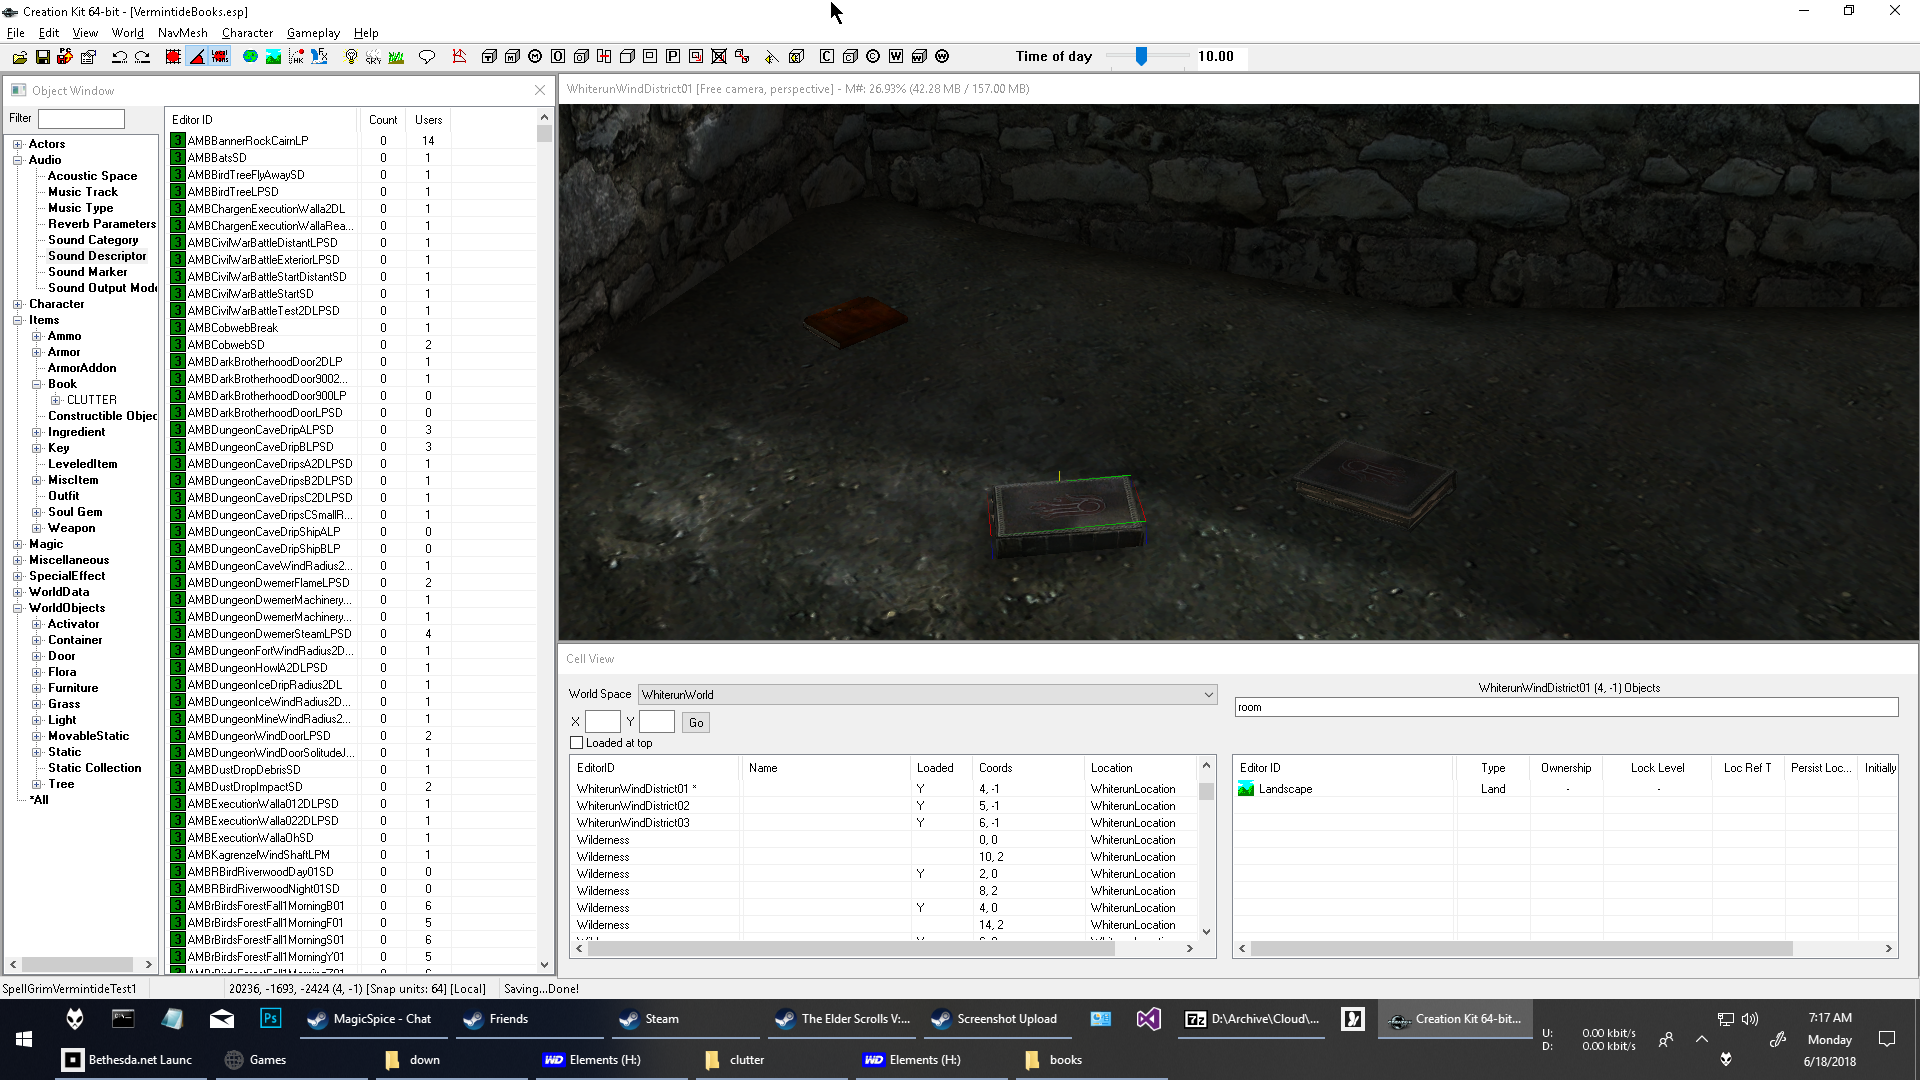 Creation Kit 64-bit - [VermintideBooks.esp]
File Edit View World NavMesh Character Gameplay Help
Time of day 10.00
Object Window
Filter
Actors
Audio
Acoustic Space
Music Track
Music Type
Reverb Parameters
Sound Category
Sound Descriptor
Sound Marker
Sound Output Mode
Character
Items
Ammo
Armor
ArmorAddon
Book
CLUTTER
Constructible Objec
Ingredient
Key
LeveledItem
MiscItem
Outfit
Soul Gem
Weapon
Magic
Miscellaneous
SpecialEffect
WorldData
WorldObjects
Activator
Container
Door
Flora
Furniture
Grass
Light
MovableStatic
Static
Static Collection
Tree
*All
Editor ID Count Users
AMBBannerRockCairnLP 0 14
AMBBatsSD 0 1
AMBBirdTreeFlyAwaySD 0 1
AMBBirdTreeLPSD 0 1
AMBChargenExecutionWalla2DL 0 1
AMBChargenExecutionWallaRea... 0 1
AMBCivilWarBattleDistantLPSD 0 1
AMBCivilWarBattleExteriorLPSD 0 1
AMBCivilWarBattleStartDistantSD 0 1
AMBCivilWarBattleStartSD 0 1
AMBCivilWarBattleTest2DLPSD 0 1
AMBCobwebBreak 0 1
AMBCobwebSD 0 2
AMBDarkBrotherhoodDoor2DLP 0 1
AMBDarkBrotherhoodDoor9002... 0 1
AMBDarkBrotherhoodDoor900LP 0 0
AMBDarkBrotherhoodDoorLPSD 0 0
AMBDungeonCaveDripALPSD 0 3
AMBDungeonCaveDripBLPSD 0 3
AMBDungeonCaveDripsA2DLPSD 0 1
AMBDungeonCaveDripsB2DLPSD 0 1
AMBDungeonCaveDripsC2DLPSD 0 1
AMBDungeonCaveDripsCSmallR... 0 1
AMBDungeonCaveDripShipALP 0 0
AMBDungeonCaveDripShipBLP 0 0
AMBDungeonCaveWindRadius2... 0 1
AMBDungeonDwemerFlameLPSD 0 2
AMBDungeonDwemerMachinery... 0 1
AMBDungeonDwemerMachinery... 0 1
AMBDungeonDwemerSteamLPSD 0 4
AMBDungeonFortWindRadius2D... 0 1
AMBDungeonHowlA2DLPSD 0 1
AMBDungeonIceDripRadius2DL 0 1
AMBDungeonIceWindRadius2D... 0 1
AMBDungeonMineWindRadius2... 0 1
AMBDungeonWindDoorLPSD 0 2
AMBDungeonWindDoorSolitudeJ... 0 1
AMBDustDropDebrisSD 0 1
AMBDustDropImpactSD 0 2
AMBExecutionWalla012DLPSD 0 1
AMBExecutionWalla022DLPSD 0 1
AMBExecutionWallaOhSD 0 1
AMBKagrenzelWindShaftLPM 0 1
AMBRBirdRiverwoodDay01SD 0 0
AMBRBirdRiverwoodNight01SD 0 0
AMBrBirdsForestFall1MorningB01 0 6
AMBrBirdsForestFall1MorningF01 0 5
AMBrBirdsForestFall1MorningS01 0 6
AMBrBirdsForestFall1MorningY01 0 5
WhiterunWindDistrict01 [Free camera, perspective] - M#: 26.93% (42.28 MB / 157.00 MB)
Cell View
World Space WhiterunWorld
X Y Go
Loaded at top
EditorID Name Loaded Coords Location
WhiterunWindDistrict01 * Y 4, -1 WhiterunLocation
WhiterunWindDistrict02 Y 5, -1 WhiterunLocation
WhiterunWindDistrict03 Y 6, -1 WhiterunLocation
Wilderness 0, 0 WhiterunLocation
Wilderness 10, 2 WhiterunLocation
Wilderness Y 2, 0 WhiterunLocation
Wilderness 8, 2 WhiterunLocation
Wilderness Y 4, 0 WhiterunLocation
Wilderness 14, 2 WhiterunLocation
WhiterunWindDistrict01 (4, -1) Objects
room
Editor ID Type Ownership Lock Level Loc Ref T Persist Loc... Initially
Landscape Land - -
SpellGrimVermintideTest1 20236, -1693, -2424 (4, -1) [Snap units: 64] [Local] Saving...Done!
MagicSpice - Chat Friends Steam The Elder Scrolls V:... Screenshot Upload D:\Archive\Cloud\... Creation Kit 64-bit...
Bethesda.net Launc Games down Elements (H:) clutter Elements (H:) books
U: 0.00 kbit/s
D: 0.00 kbit/s
7:17 AM
Monday
6/18/2018